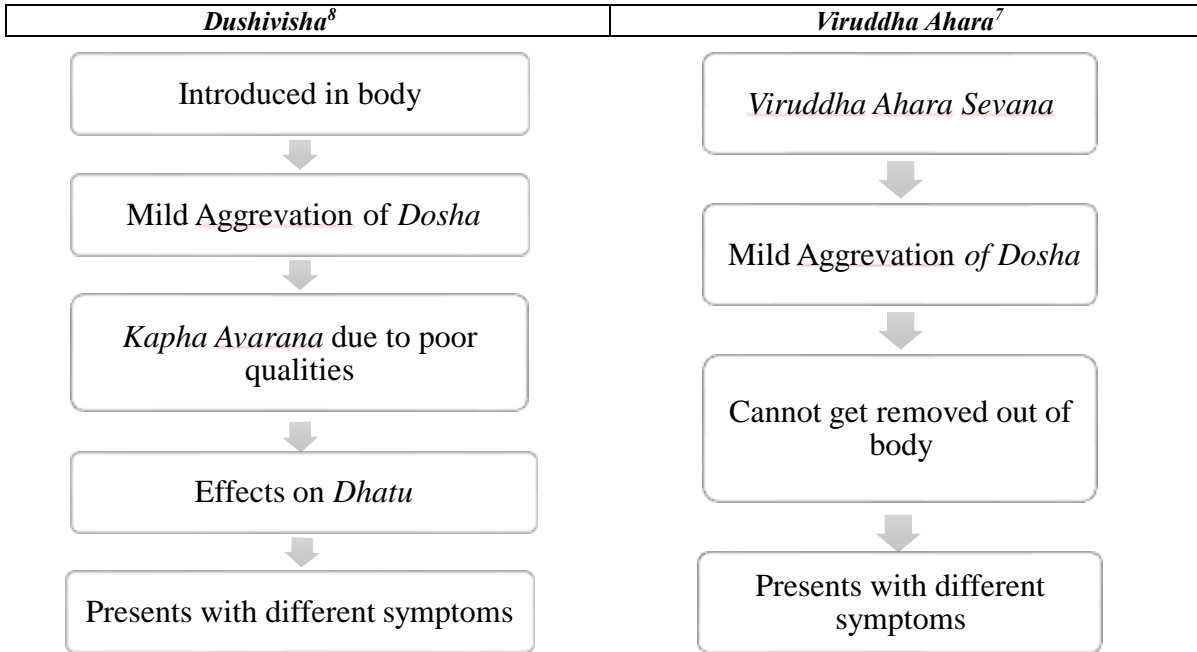 Dushivisha⁸
Viruddha Ahara⁷
Introduced in body
Mild Aggrevation of Dosha
Kapha Avarana due to poor
qualities
Effects on Dhatu
Presents with different symptoms
Viruddha Ahara Sevana
Mild Aggrevation of Dosha
Cannot get removed out of
body
Presents with different
symptoms